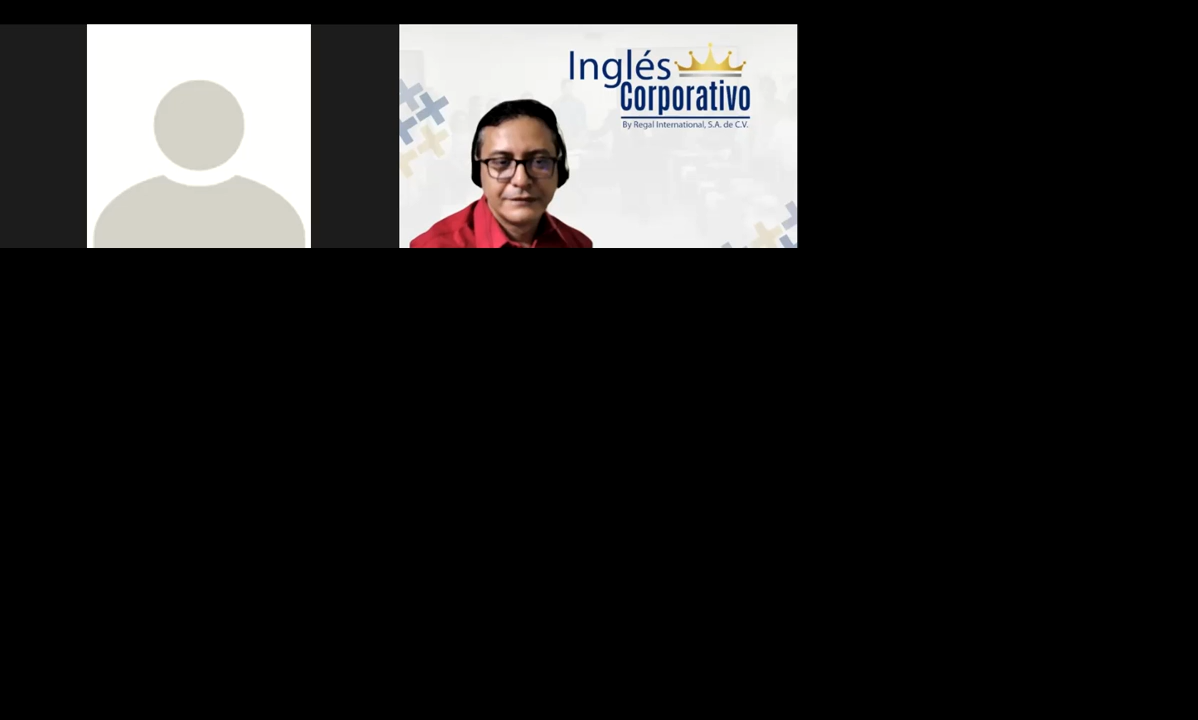 Inglés
Corporativo
By Regal International, S.A. de C.V.